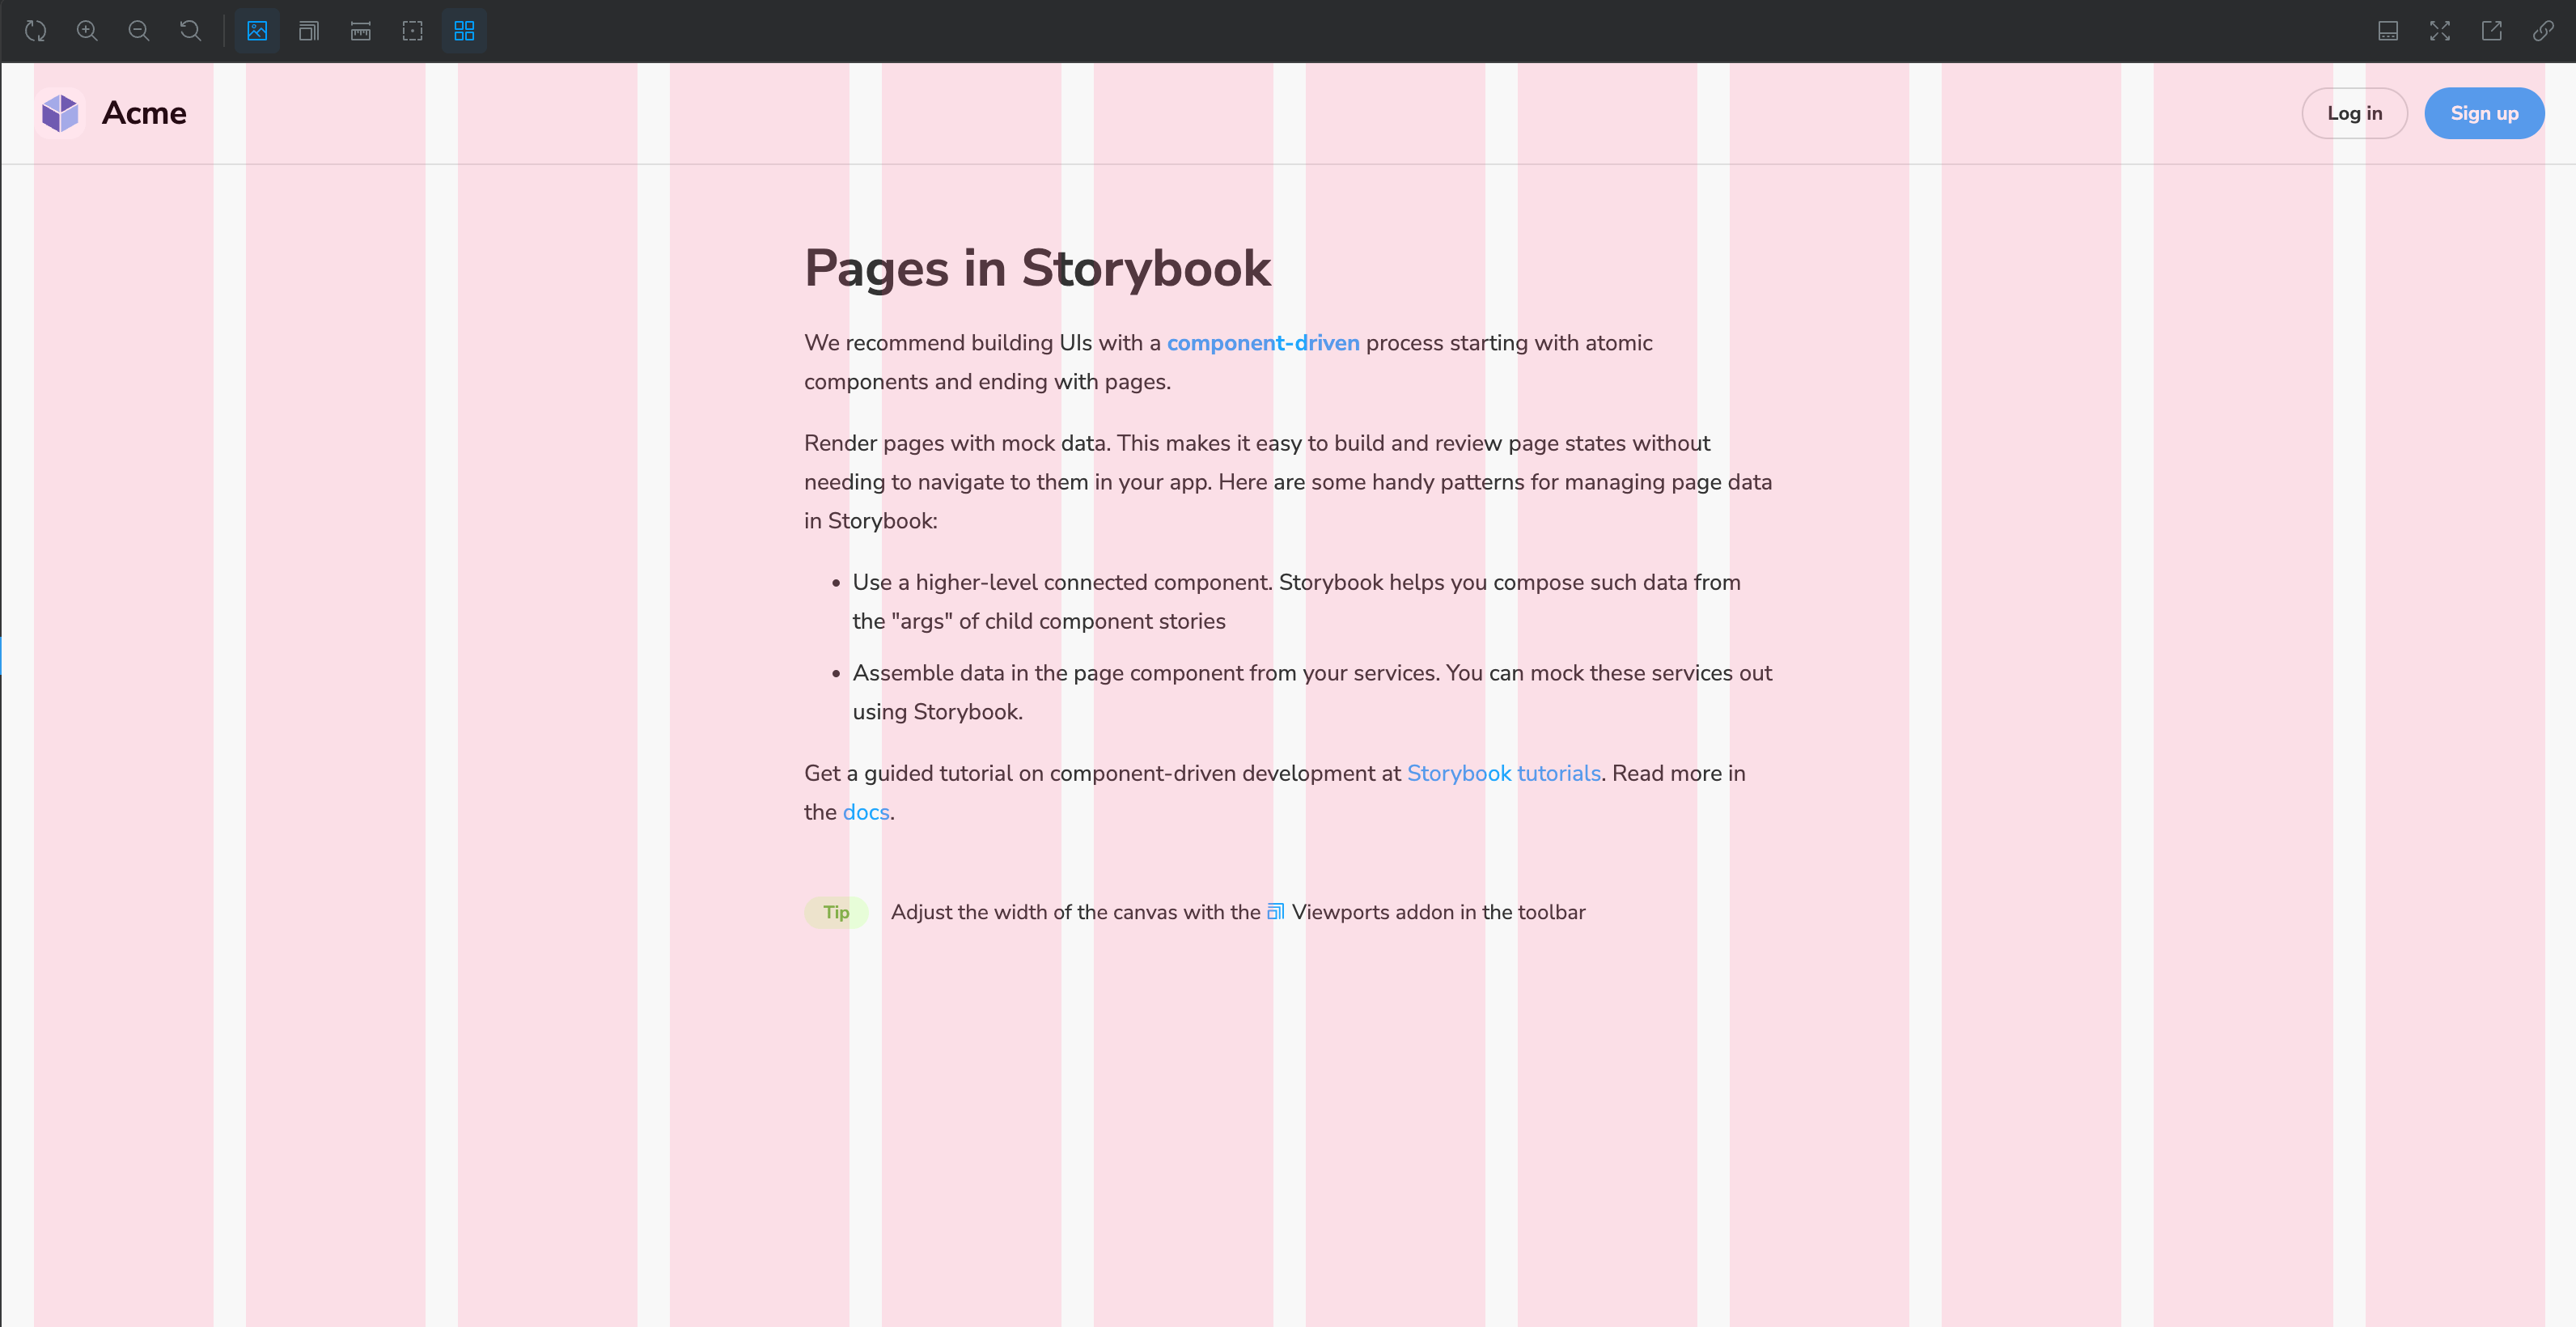 Acme
Log in
Sign up
Pages in Storybook
We recommend building UIs with a component-driven process starting with atomic
components and ending with pages.
Render pages with mock data. This makes it easy to build and review page states without
needing to navigate to them in your app. Here are some handy patterns for managing page data
in Storybook:
• Use a higher-level connected component. Storybook helps you compose such data from
the "args" of child component stories
• Assemble data in the page component from your services. You can mock these services out
using Storybook.
Get a guided tutorial on component-driven development at Storybook tutorials. Read more in
the docs.
Tip Adjust the width of the canvas with the Viewports addon in the toolbar